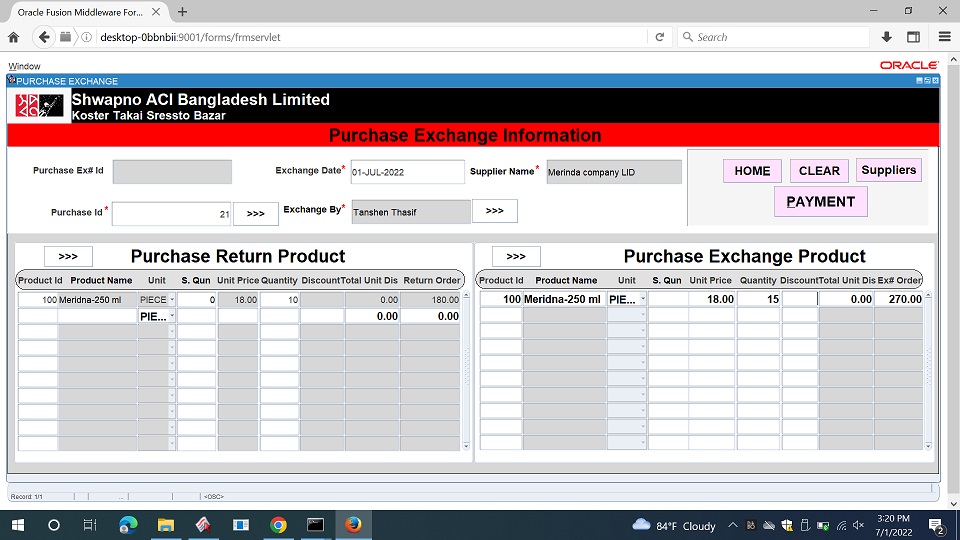 Oracle Fusion Middleware For...
desktop-0bbnbii:9001/forms/frmservlet
Search
Window
ORACLE
PURCHASE EXCHANGE
Shwapno ACI Bangladesh Limited
Koster Takai Sressto Bazar
Purchase Exchange Information
Purchase Ex# Id
Exchange Date* 01-JUL-2022 Supplier Name* Merinda company LID
HOME CLEAR Suppliers
Purchase Id* 21 >>> Exchange By* Tanshen Thasif >>>
PAYMENT
>>> Purchase Return Product
Product Id Product Name Unit S. Qun Unit Price Quantity Discount Total Unit Dis Return Order
100 Meridna-250 ml PIECE 0 18.00 10 0.00 180.00
PIE... 0.00 0.00
>>> Purchase Exchange Product
Product Id Product Name Unit S. Qun Unit Price Quantity Discount Total Unit Dis Ex# Order
100 Meridna-250 ml PIE... 18.00 15 0.00 270.00
Record: 1/1 ... <OSC>
84°F Cloudy
3:20 PM
7/1/2022
2